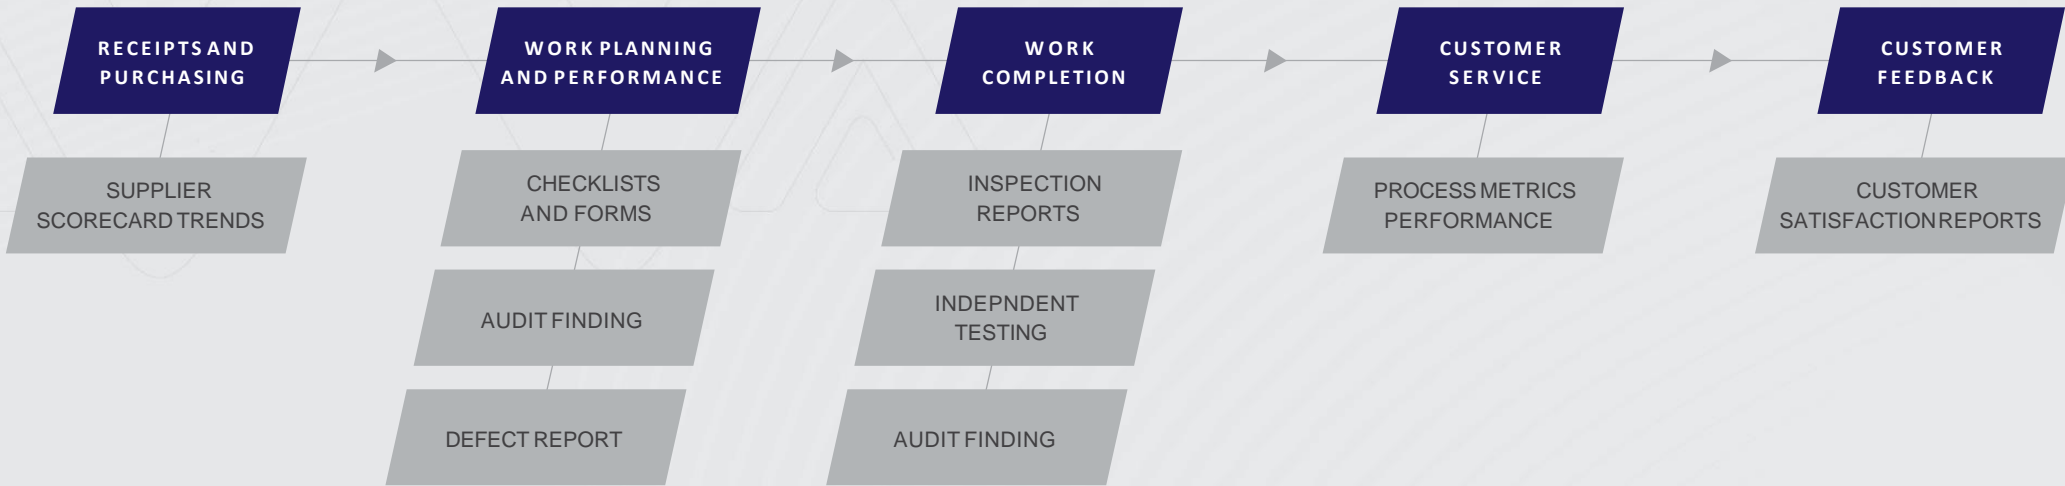 RECEIPTS AND
PURCHASING
WORK PLANNING
AND PERFORMANCE
WORK
COMPLETION
CUSTOMER
SERVICE
CUSTOMER
FEEDBACK
SUPPLIER
SCORECARD TRENDS
CHECKLISTS
AND FORMS
INSPECTION
REPORTS
PROCESS METRICS
PERFORMANCE
CUSTOMER
SATISFACTION REPORTS
AUDIT FINDING
INDEPNDENT
TESTING
DEFECT REPORT
AUDIT FINDING